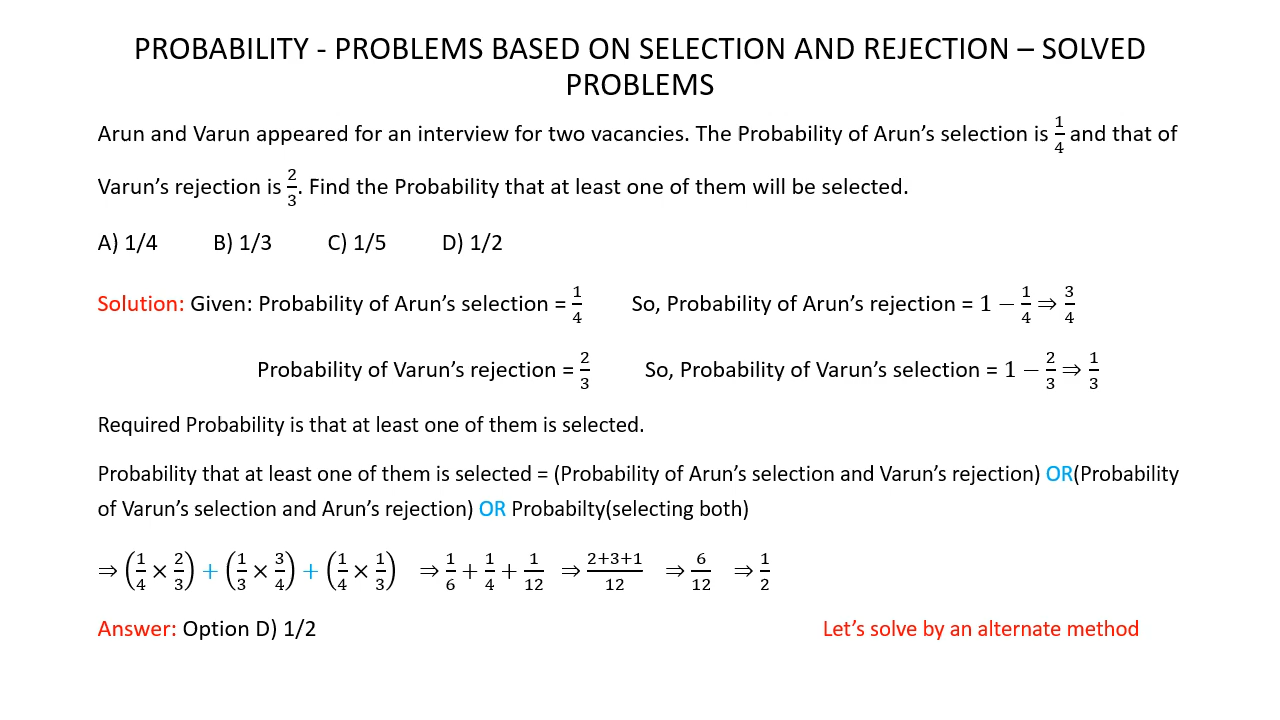 PROBABILITY - PROBLEMS BASED ON SELECTION AND REJECTION – SOLVED
PROBLEMS
Arun and Varun appeared for an interview for two vacancies. The Probability of Arun’s selection is 1/4 and that of
Varun’s rejection is 2/3. Find the Probability that at least one of them will be selected.
A) 1/4 B) 1/3 C) 1/5 D) 1/2
Solution: Given: Probability of Arun’s selection = 1/4 So, Probability of Arun’s rejection = 1 − 1/4 ⇒ 3/4
Probability of Varun’s rejection = 2/3 So, Probability of Varun’s selection = 1 − 2/3 ⇒ 1/3
Required Probability is that at least one of them is selected.
Probability that at least one of them is selected = (Probability of Arun’s selection and Varun’s rejection) OR(Probability
of Varun’s selection and Arun’s rejection) OR Probabilty(selecting both)
⇒ (1/4 × 2/3) + (1/3 × 3/4) + (1/4 × 1/3) ⇒ 1/6 + 1/4 + 1/12 ⇒ 2+3+1/12 ⇒ 6/12 ⇒ 1/2
Answer: Option D) 1/2 Let’s solve by an alternate method